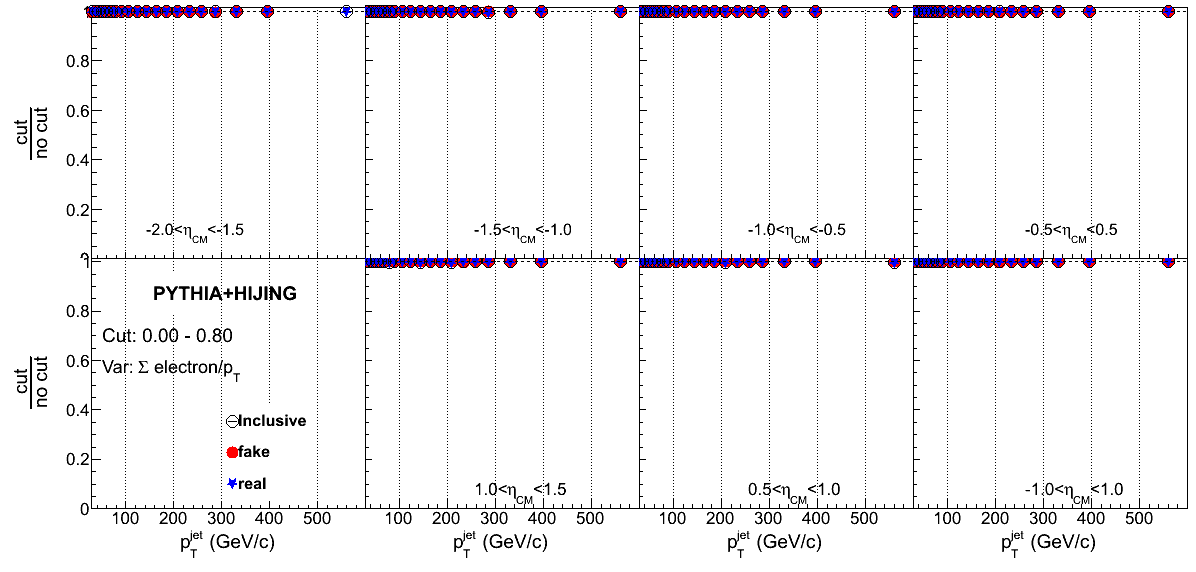 cut
no cut
0.8
0.6
0.4
0.2
-2.0<η_CM<-1.5
-1.5<η_CM<-1.0
-1.0<η_CM<-0.5
-0.5<η_CM<0.5
1
PYTHIA+HIJING
Cut: 0.00 - 0.80
Var: Σ electron/p_T
Inclusive
fake
real
cut
no cut
0.8
0.6
0.4
0.2
0
1.0<η_CM<1.5
0.5<η_CM<1.0
-1.0<η_CM<1.0
100 200 300 400 500
100 200 300 400 500
100 200 300 400 500
100 200 300 400 500
p_T^jet (GeV/c)
p_T^jet (GeV/c)
p_T^jet (GeV/c)
p_T^jet (GeV/c)